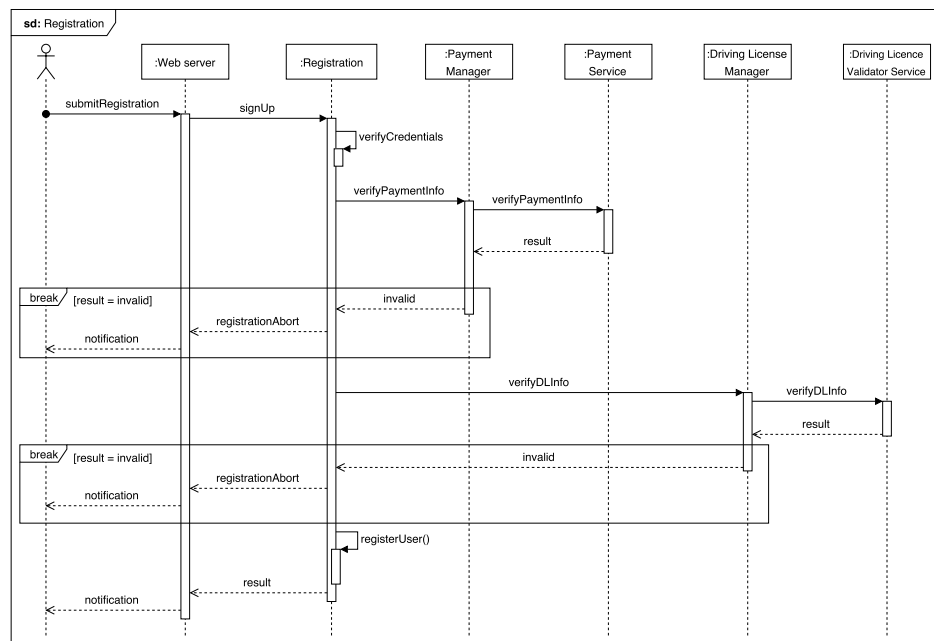 sd: Registration
:Web server
:Registration
:Payment
Manager
:Payment
Service
:Driving License
Manager
:Driving Licence
Validator Service
submitRegistration
signUp
verifyCredentials
verifyPaymentInfo
verifyPaymentInfo
result
break
[result = invalid]
invalid
registrationAbort
notification
verifyDLInfo
verifyDLInfo
result
break
[result = invalid]
invalid
registrationAbort
notification
registerUser()
result
notification